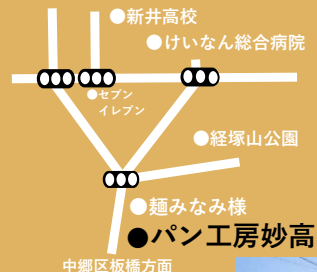 ●新井高校
●けいなん総合病院
●セブン
イレブン
●経塚山公園
●麺みなみ様
●パン工房妙高
中郷区板橋方面